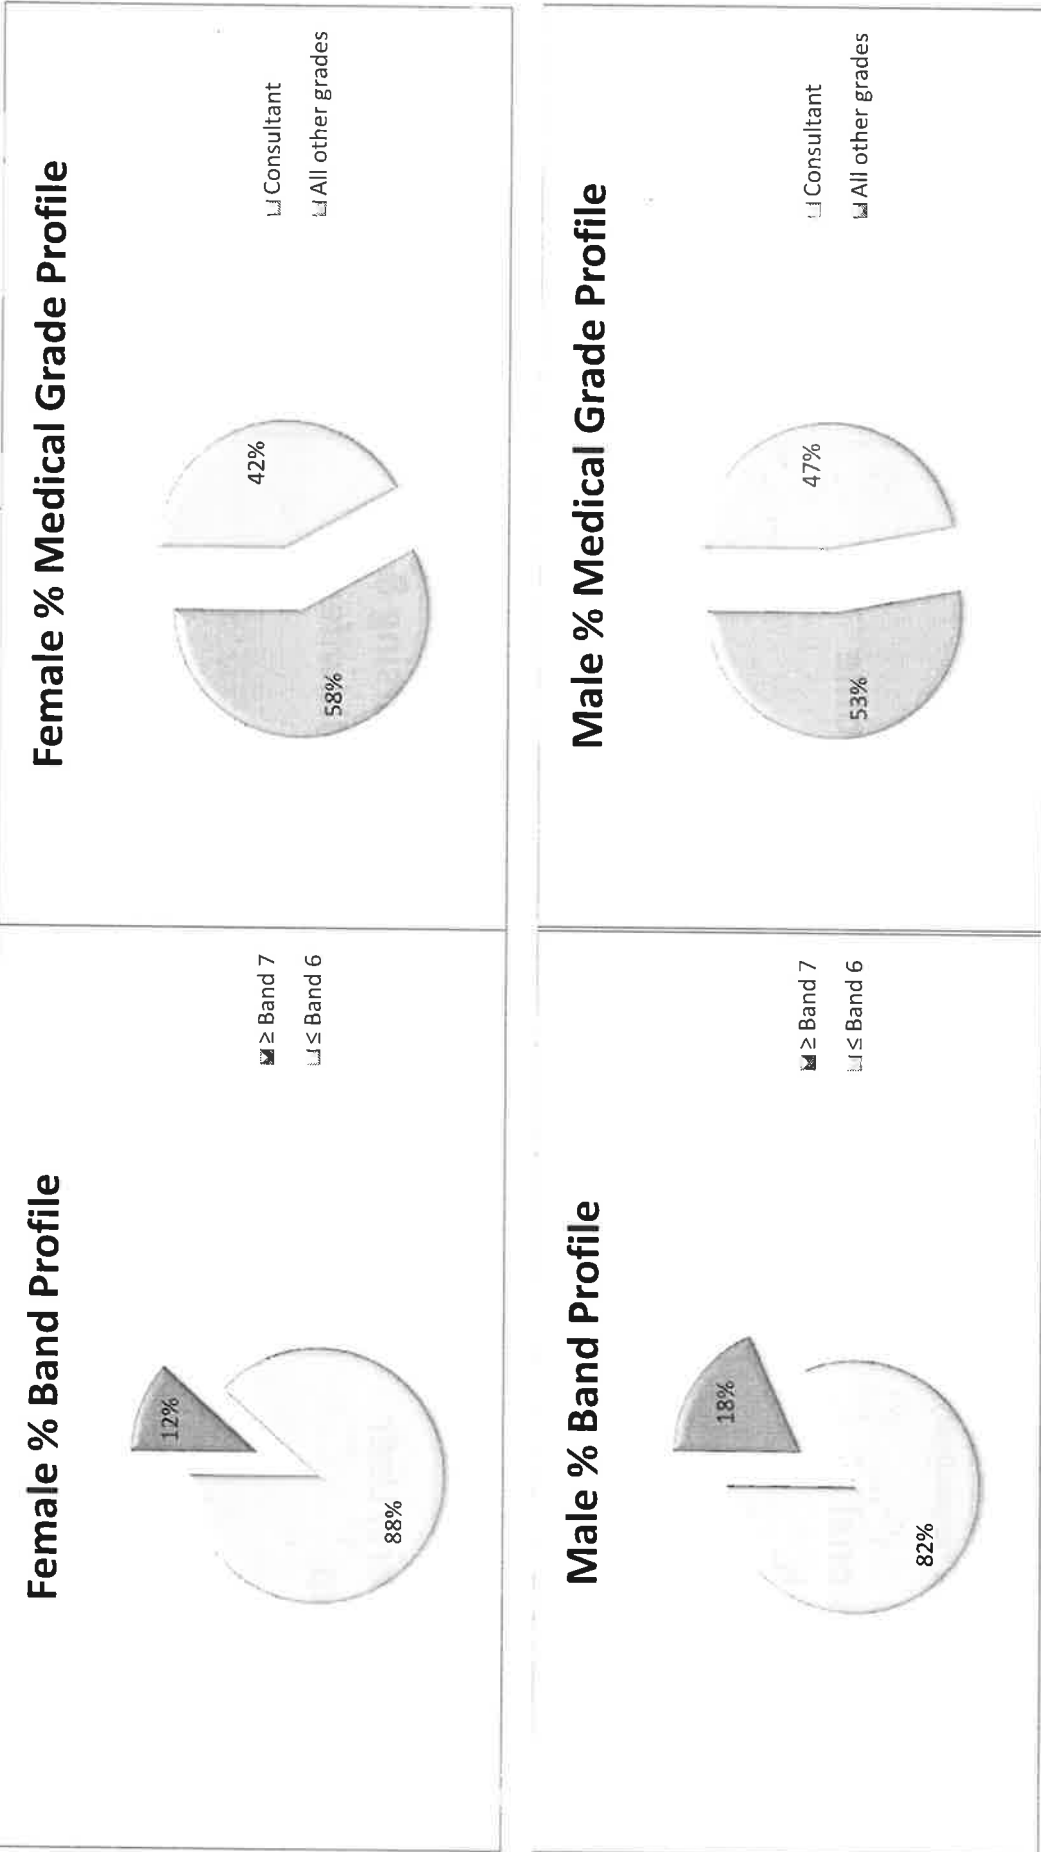 Female % Band Profile
12%
88%
≥ Band 7
≤ Band 6
Female % Medical Grade Profile
42%
58%
Consultant
All other grades
Male % Band Profile
18%
82%
≥ Band 7
≤ Band 6
Male % Medical Grade Profile
47%
53%
Consultant
All other grades